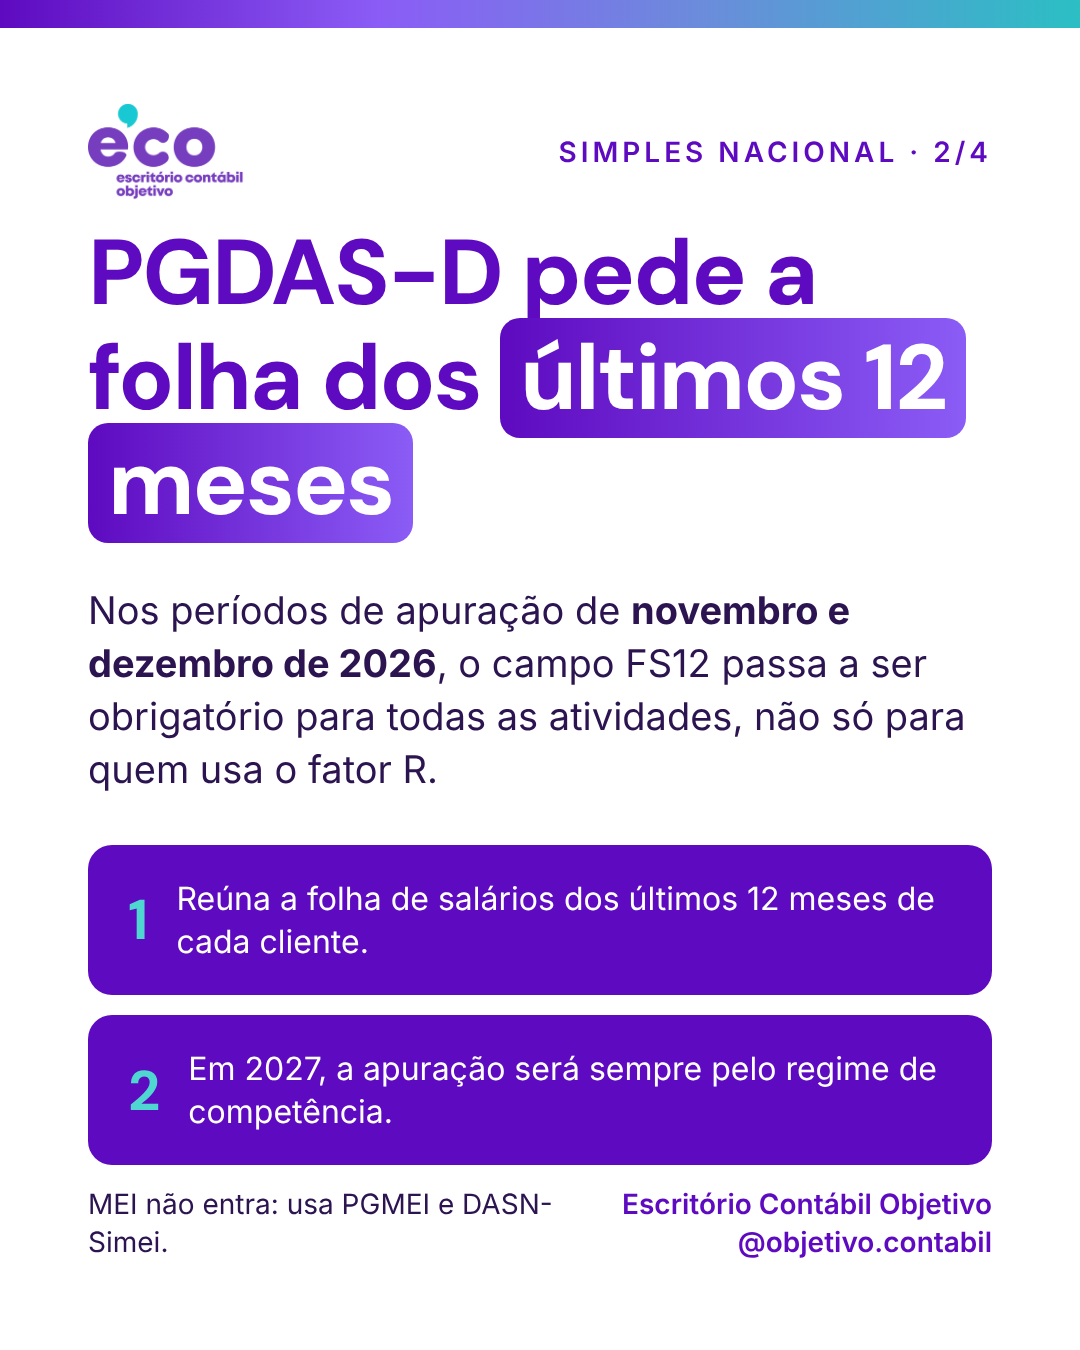 eco
escritório contábil
objetivo
SIMPLES NACIONAL · 2/4
PGDAS-D pede a
folha dos últimos 12
meses
Nos períodos de apuração de novembro e
dezembro de 2026, o campo FS12 passa a ser
obrigatório para todas as atividades, não só para
quem usa o fator R.
1 Reúna a folha de salários dos últimos 12 meses de
cada cliente.
2 Em 2027, a apuração será sempre pelo regime de
competência.
MEI não entra: usa PGMEI e DASN-
Simei.
Escritório Contábil Objetivo
@objetivo.contabil